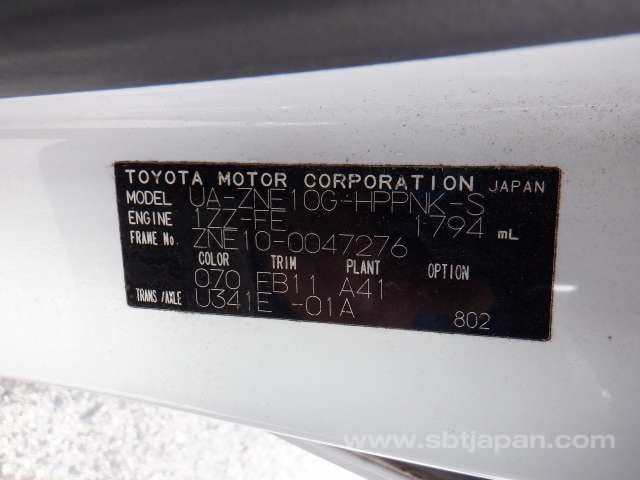 TOYOTA MOTOR CORPORATION JAPAN
MODEL UA-ZNE10G-HPPNK-S
ENGINE 1ZZ-FE 1794 mL
FRAME No. ZNE10-0047276
COLOR TRIM PLANT OPTION
070 FB11 A41
TRANS/AXLE U341E -01A
802
© www.sbtjapan.com